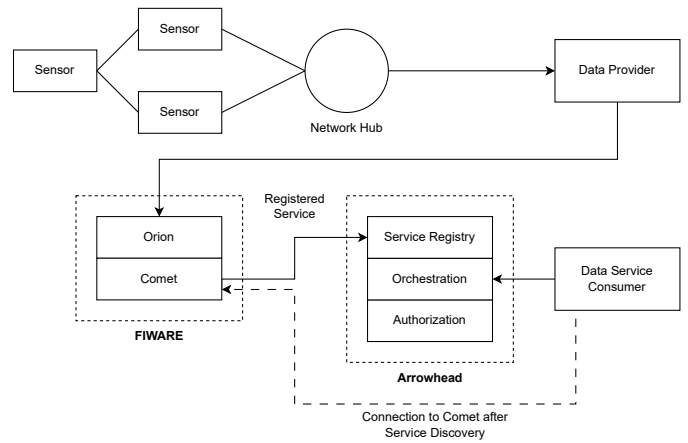 Sensor
Sensor
Sensor
Data Provider
Network Hub
Registered
Service
Orion
Comet
FIWARE
Service Registry
Orchestration
Authorization
Arrowhead
Data Service
Consumer
Connection to Comet after
Service Discovery